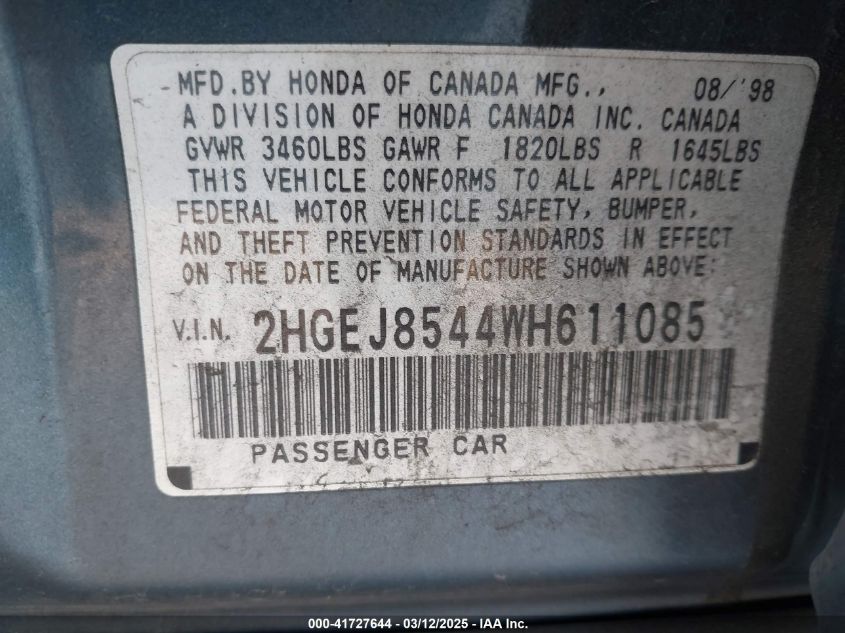 MFD.BY HONDA OF CANADA MFG., 08/'98
A DIVISION OF HONDA CANADA INC. CANADA
GVWR 3460LBS GAWR F 1820LBS R 1645LBS
THIS VEHICLE CONFORMS TO ALL APPLICABLE
FEDERAL MOTOR VEHICLE SAFETY, BUMPER,
AND THEFT PREVENTION STANDARDS IN EFFECT
ON THE DATE OF MANUFACTURE SHOWN ABOVE:
V.I.N. 2HGEJ8544WH611085
PASSENGER CAR
000-41727644 - 03/12/2025 - IAAI Holdings, Inc.